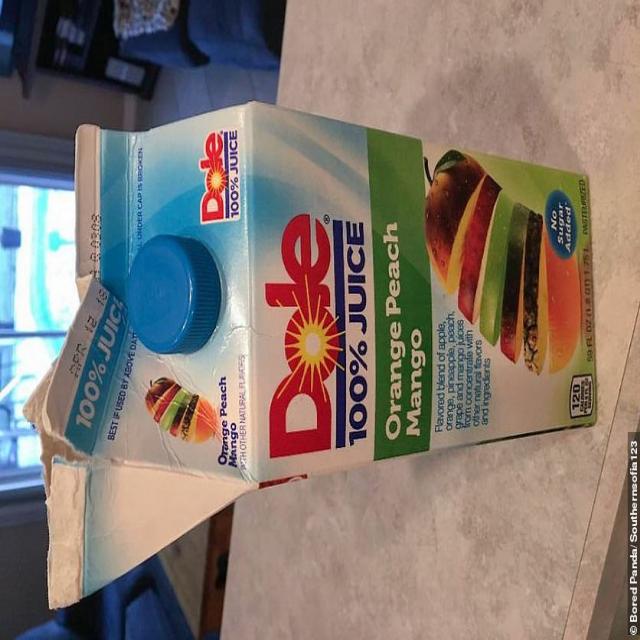 APR 12
100% JUICE
BEST IF USED BY ABOVE DATE
UNDER CAP IS BROKEN.
Dole
100% JUICE
Orange Peach
Mango
WITH OTHER NATURAL FLAVORS
Dole®
100% JUICE
Orange Peach
Mango
Flavored blend of apple,
orange, pineapple, peach,
grape and mango juices
from concentrate with
other natural flavors
and ingredients
No
Sugar
Added
120
59 FL OZ (1.8 QT) 1.75 L
PASTEURIZED
© Bored Panda/ Southernsofia123